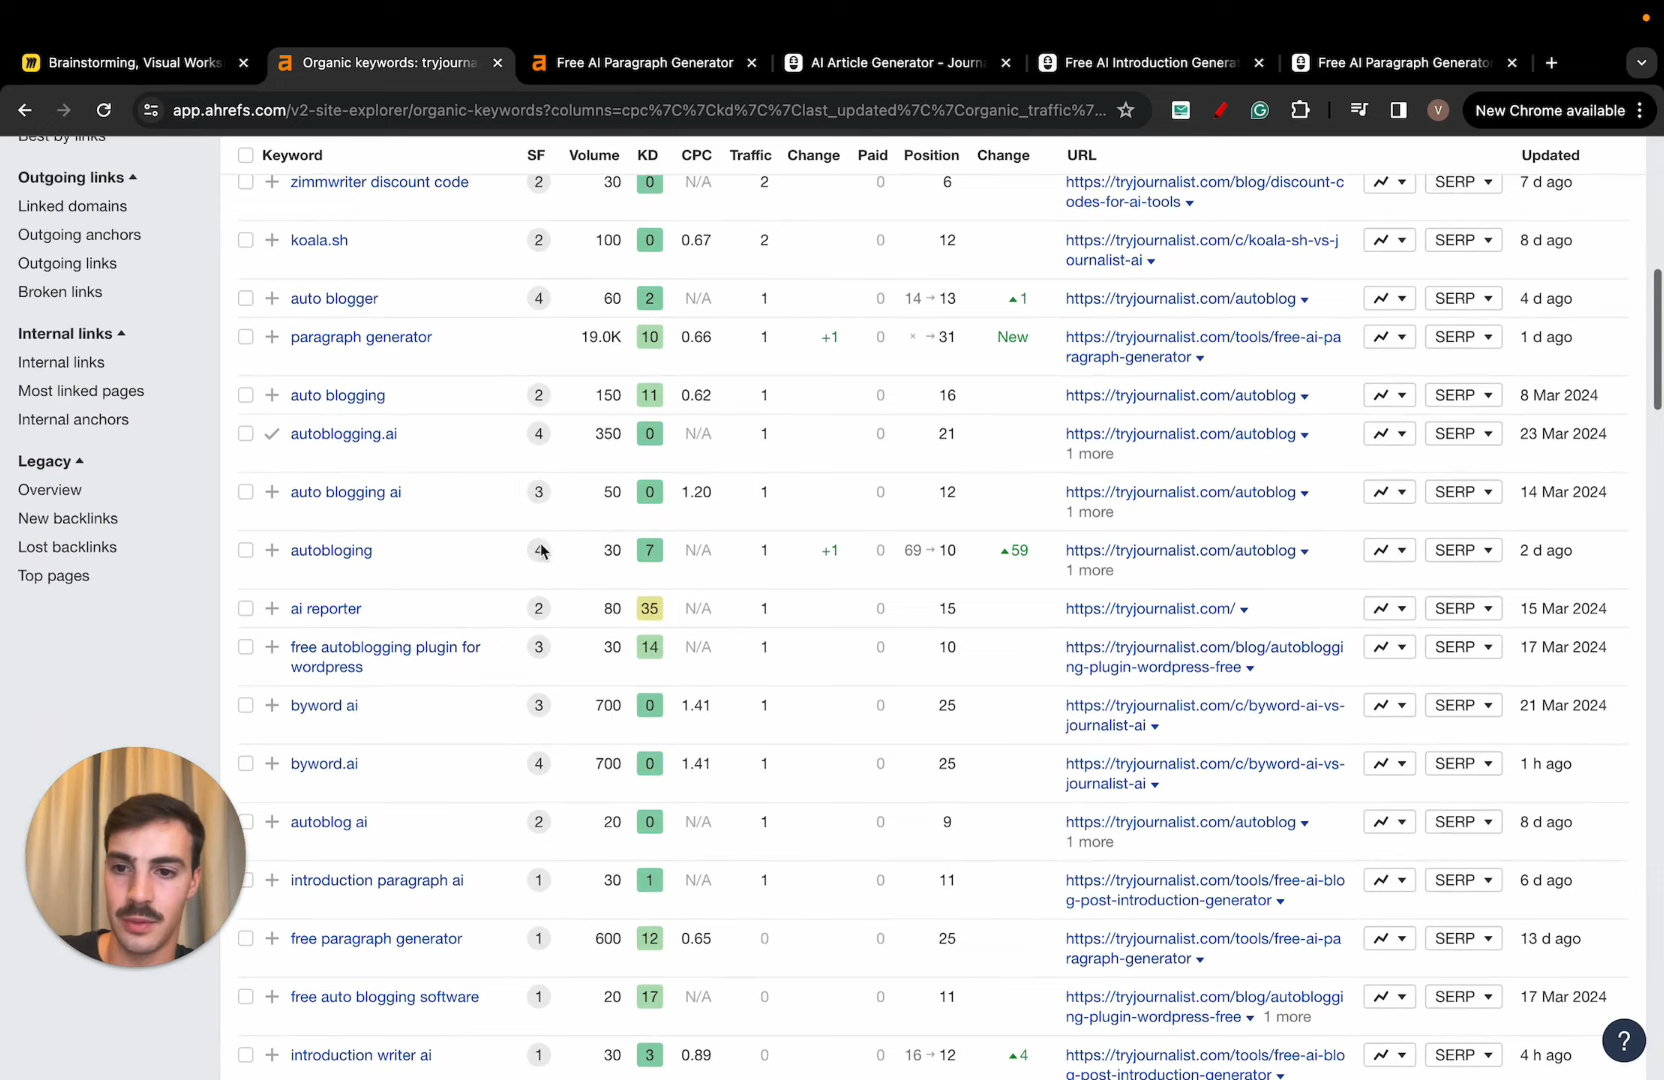 Brainstorming, Visual Works
Organic keywords: tryjourna
Free AI Paragraph Generator
AI Article Generator - Journa
Free AI Introduction Generat
Free AI Paragraph Generato
app.ahrefs.com/v2-site-explorer/organic-keywords?columns=cpc%7C%7Ckd%7C%7Clast_updated%7C%7Corganic_traffic%7...
V
New Chrome available
Best by links
Outgoing links
Linked domains
Outgoing anchors
Outgoing links
Broken links
Internal links
Internal links
Most linked pages
Internal anchors
Legacy
Overview
New backlinks
Lost backlinks
Top pages
Keyword SF Volume KD CPC Traffic Change Paid Position Change URL Updated
zimmwriter discount code 2 30 0 N/A 2 0 6 https://tryjournalist.com/blog/discount-c SERP 7 d ago
odes-for-ai-tools
koala.sh 2 100 0 0.67 2 0 12 https://tryjournalist.com/c/koala-sh-vs-j SERP 8 d ago
ournalist-ai
auto blogger 4 60 2 N/A 1 0 14 → 13 1 https://tryjournalist.com/autoblog SERP 4 d ago
paragraph generator 19.0K 10 0.66 1 +1 0 × → 31 New https://tryjournalist.com/tools/free-ai-pa SERP 1 d ago
ragraph-generator
auto blogging 2 150 11 0.62 1 0 16 https://tryjournalist.com/autoblog SERP 8 Mar 2024
autoblogging.ai 4 350 0 N/A 1 0 21 https://tryjournalist.com/autoblog SERP 23 Mar 2024
1 more
auto blogging ai 3 50 0 1.20 1 0 12 https://tryjournalist.com/autoblog SERP 14 Mar 2024
1 more
autobloging 4 30 7 N/A 1 +1 0 69 → 10 59 https://tryjournalist.com/autoblog SERP 2 d ago
1 more
ai reporter 2 80 35 N/A 1 0 15 https://tryjournalist.com/ SERP 15 Mar 2024
free autoblogging plugin for 3 30 14 N/A 1 0 10 https://tryjournalist.com/blog/autobloggi SERP 17 Mar 2024
wordpress ng-plugin-wordpress-free
byword ai 3 700 0 1.41 1 0 25 https://tryjournalist.com/c/byword-ai-vs- SERP 21 Mar 2024
journalist-ai
byword.ai 4 700 0 1.41 1 0 25 https://tryjournalist.com/c/byword-ai-vs- SERP 1 h ago
journalist-ai
autoblog ai 2 20 0 N/A 1 0 9 https://tryjournalist.com/autoblog SERP 8 d ago
1 more
introduction paragraph ai 1 30 1 N/A 1 0 11 https://tryjournalist.com/tools/free-ai-blo SERP 6 d ago
g-post-introduction-generator
free paragraph generator 1 600 12 0.65 0 0 25 https://tryjournalist.com/tools/free-ai-pa SERP 13 d ago
ragraph-generator
free auto blogging software 1 20 17 N/A 0 0 11 https://tryjournalist.com/blog/autobloggi SERP 17 Mar 2024
ng-plugin-wordpress-free 1 more
introduction writer ai 1 30 3 0.89 0 0 16 → 12 4 https://tryjournalist.com/tools/free-ai-blo SERP 4 h ago
g-post-introduction-generator
?